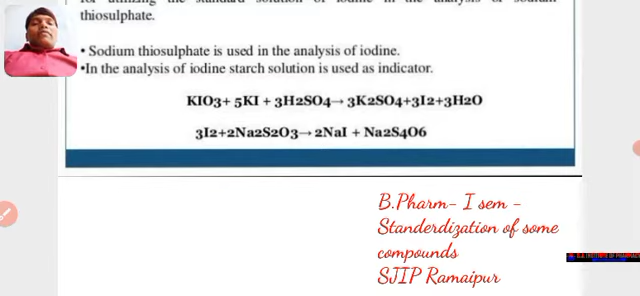 thiosulphate.
• Sodium thiosulphate is used in the analysis of iodine.
•In the analysis of iodine starch solution is used as indicator.
KIO3+ 5KI + 3H2SO4→ 3K2SO4+3I2+3H2O
3I2+2Na2S2O3→2NaI + Na2S4O6
B.Pharm- I sem -
Standerdization of some
compounds
SJIP Ramaipur